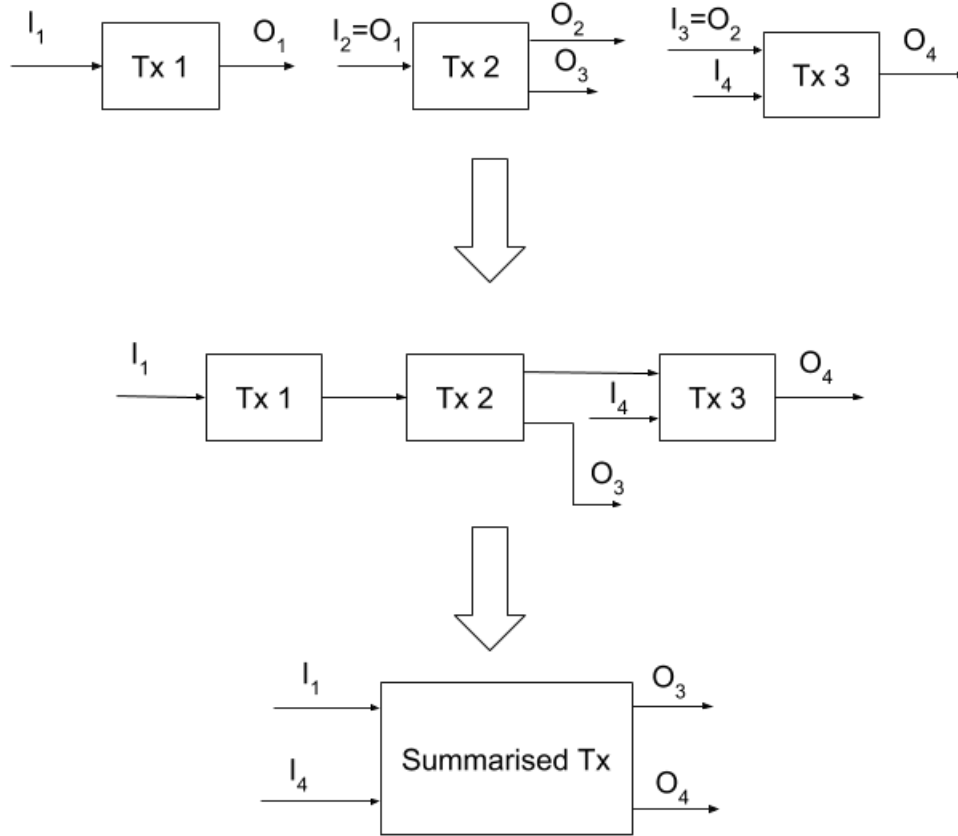 I₁ Tx 1 O₁ I₂=O₁ Tx 2 O₂ O₃ I₃=O₂ I₄ Tx 3 O₄
I₁ Tx 1 Tx 2 O₃ I₄ Tx 3 O₄
I₁ O₃
Summarised Tx
I₄ O₄